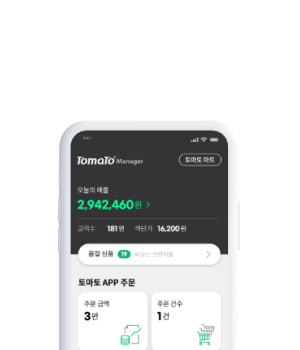 9:41
TomaTo Manager 토마토 마트
오늘의 매출
2,942,460원 >
고객수 181명 객단가 16,200원
품절 상품 19
토마토 APP 주문
주문 금액 주문 건수
3만 1건